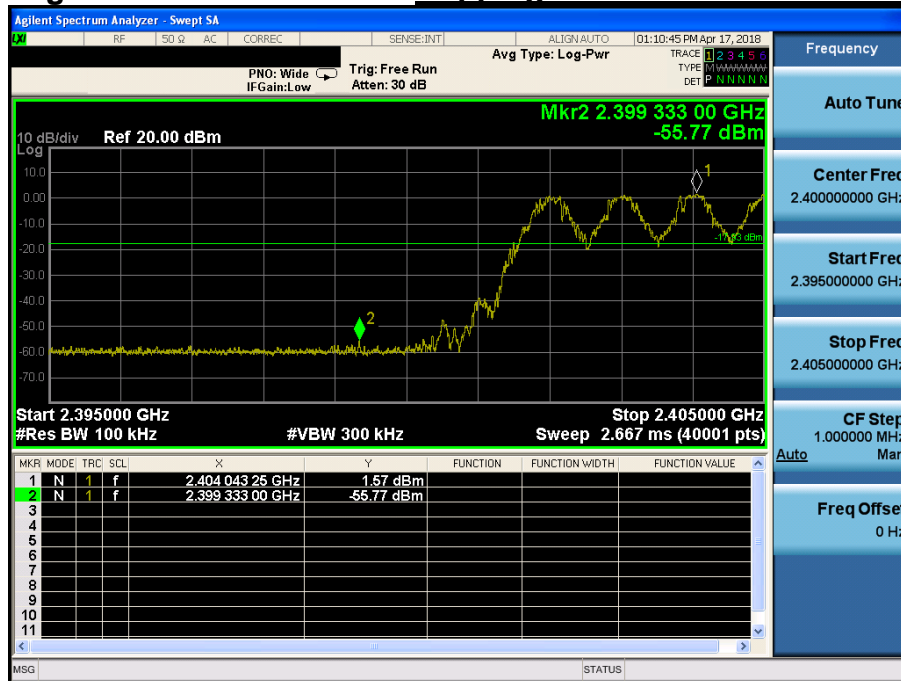 Agilent Spectrum Analyzer - Swept SA
LXI RF 50 Ω AC CORREC SENSE:INT ALIGN AUTO 01:10:45 PM Apr 17, 2018
Avg Type: Log-Pwr TRACE 1 2 3 4 5 6
PNO: Wide Trig: Free Run TYPE M W W W W W
IFGain:Low Atten: 30 dB DET P N N N N N
Mkr2 2.399 333 00 GHz
-55.77 dBm
10 dB/div Ref 20.00 dBm
Log
10.0
0.00
-10.0
-20.0
-30.0
-40.0
-50.0
-60.0
-70.0
1
2
Start 2.395000 GHz Stop 2.405000 GHz
#Res BW 100 kHz #VBW 300 kHz Sweep 2.667 ms (40001 pts)
MKR MODE TRC SCL X Y FUNCTION FUNCTION WIDTH FUNCTION VALUE
1 N 1 f 2.404 043 25 GHz 1.57 dBm
2 N 1 f 2.399 333 00 GHz -55.77 dBm
3
4
5
6
7
8
9
10
11
MSG STATUS
Frequency
Auto Tune
Center Freq
2.400000000 GHz
Start Freq
2.395000000 GHz
Stop Freq
2.405000000 GHz
CF Step
1.000000 MHz
Auto Man
Freq Offset
0 Hz